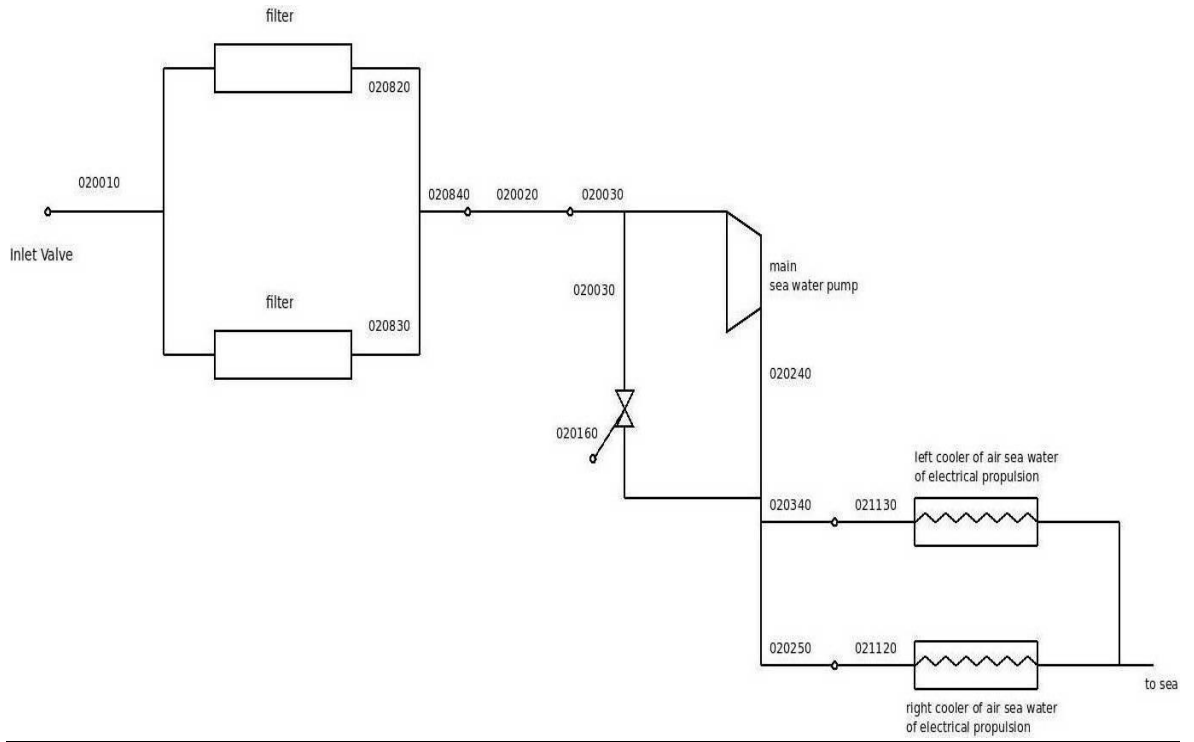 filter
020820
020010
020840
020020
020030
Inlet Valve
main
sea water pump
020030
filter
020830
020240
020160
left cooler of air sea water
of electrical propulsion
020340
021130
020250
021120
to sea
right cooler of air sea water
of electrical propulsion